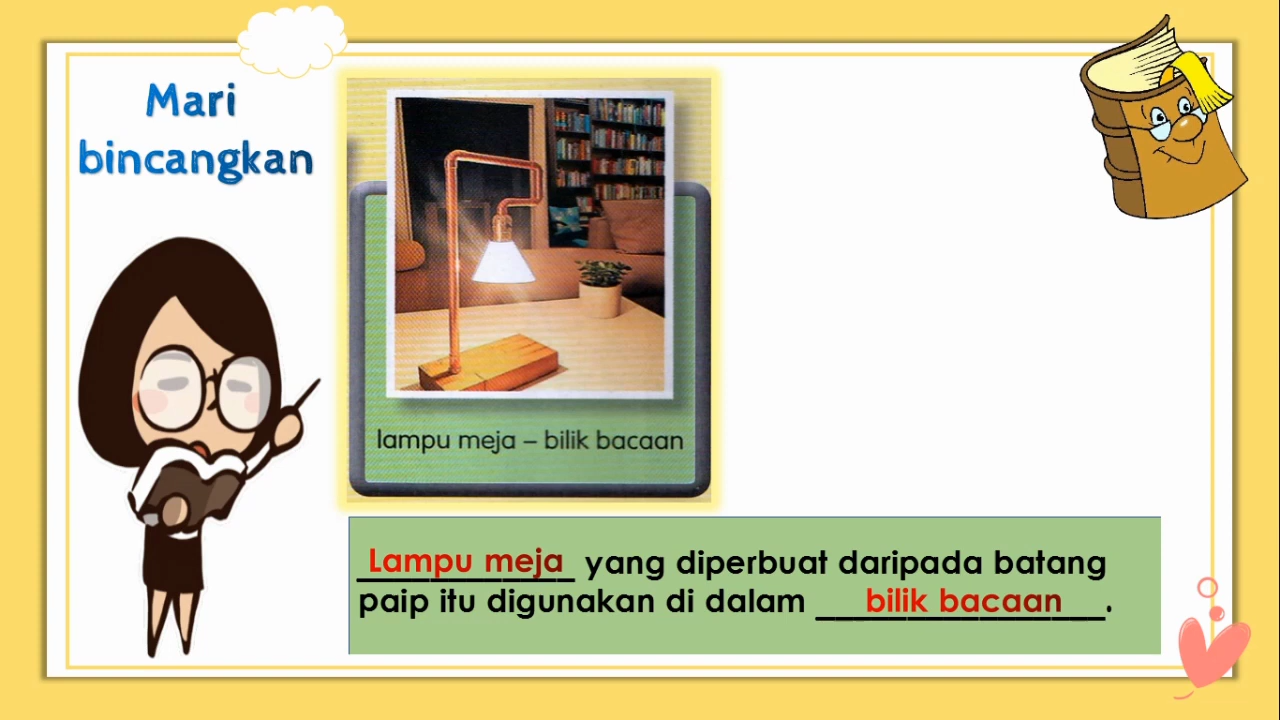 Mari
bincangkan
lampu meja – bilik bacaan
Lampu meja yang diperbuat daripada batang
paip itu digunakan di dalam bilik bacaan.